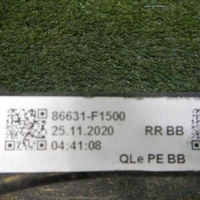 86631-F1500
25.11.2020 RR BB
04:41:08
QLe PE BB